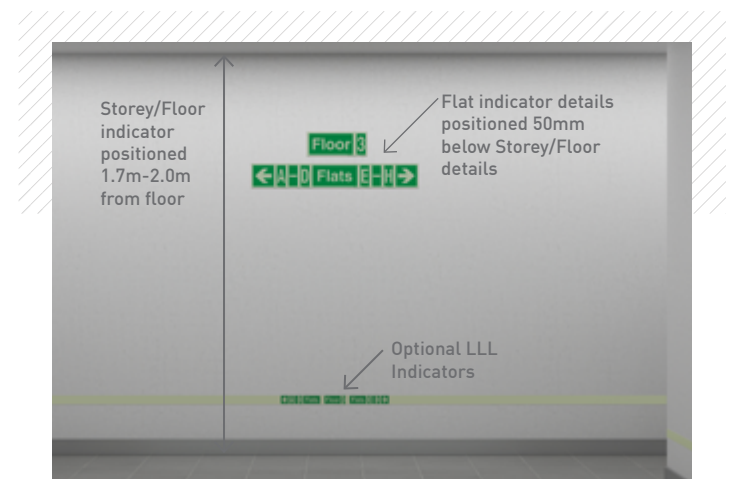 Storey/Floor
indicator
positioned
1.7m-2.0m
from floor
Flat indicator details
positioned 50mm
below Storey/Floor
details
Floor 3
A-D Flats E-H
Optional LLL
Indicators